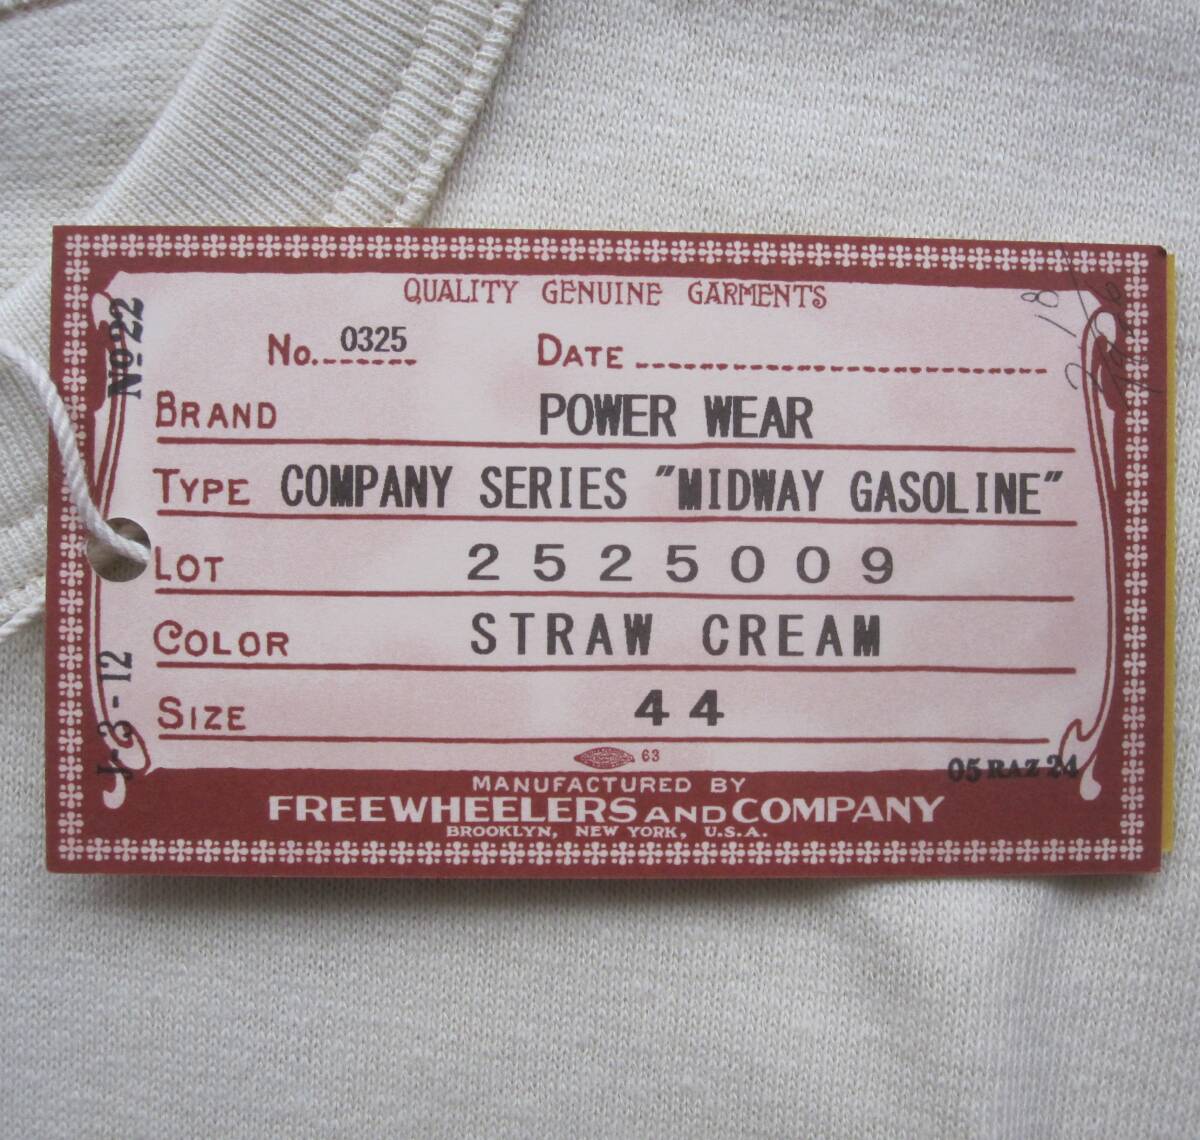 QUALITY GENUINE GARMENTS
No. 0325 DATE
BRAND POWER WEAR
TYPE COMPANY SERIES "MIDWAY GASOLINE"
LOT 2525009
COLOR STRAW CREAM
SIZE 44
63
MANUFACTURED BY
FREEWHEELERS AND COMPANY
BROOKLYN, NEW YORK, U.S.A.
No 22
J-3-12
05 RAZ 24